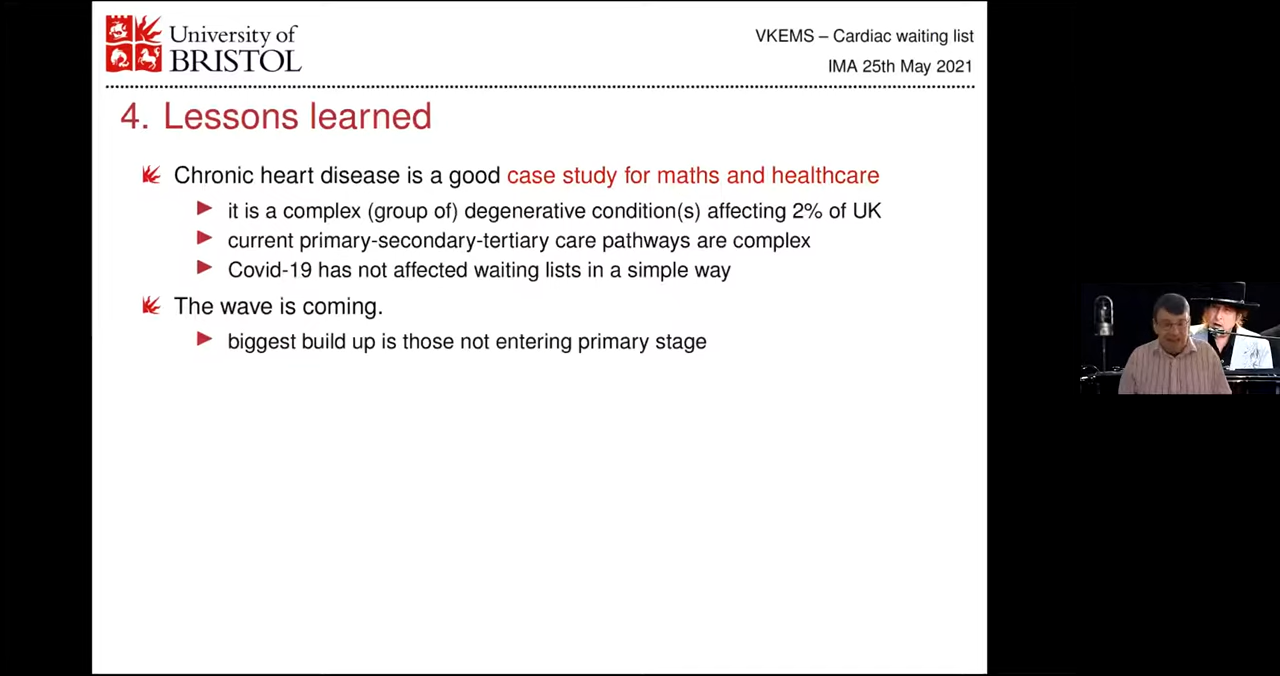 University of
BRISTOL
VKEMS – Cardiac waiting list
IMA 25th May 2021
4. Lessons learned
Chronic heart disease is a good case study for maths and healthcare
it is a complex (group of) degenerative condition(s) affecting 2% of UK
current primary-secondary-tertiary care pathways are complex
Covid-19 has not affected waiting lists in a simple way
The wave is coming.
biggest build up is those not entering primary stage